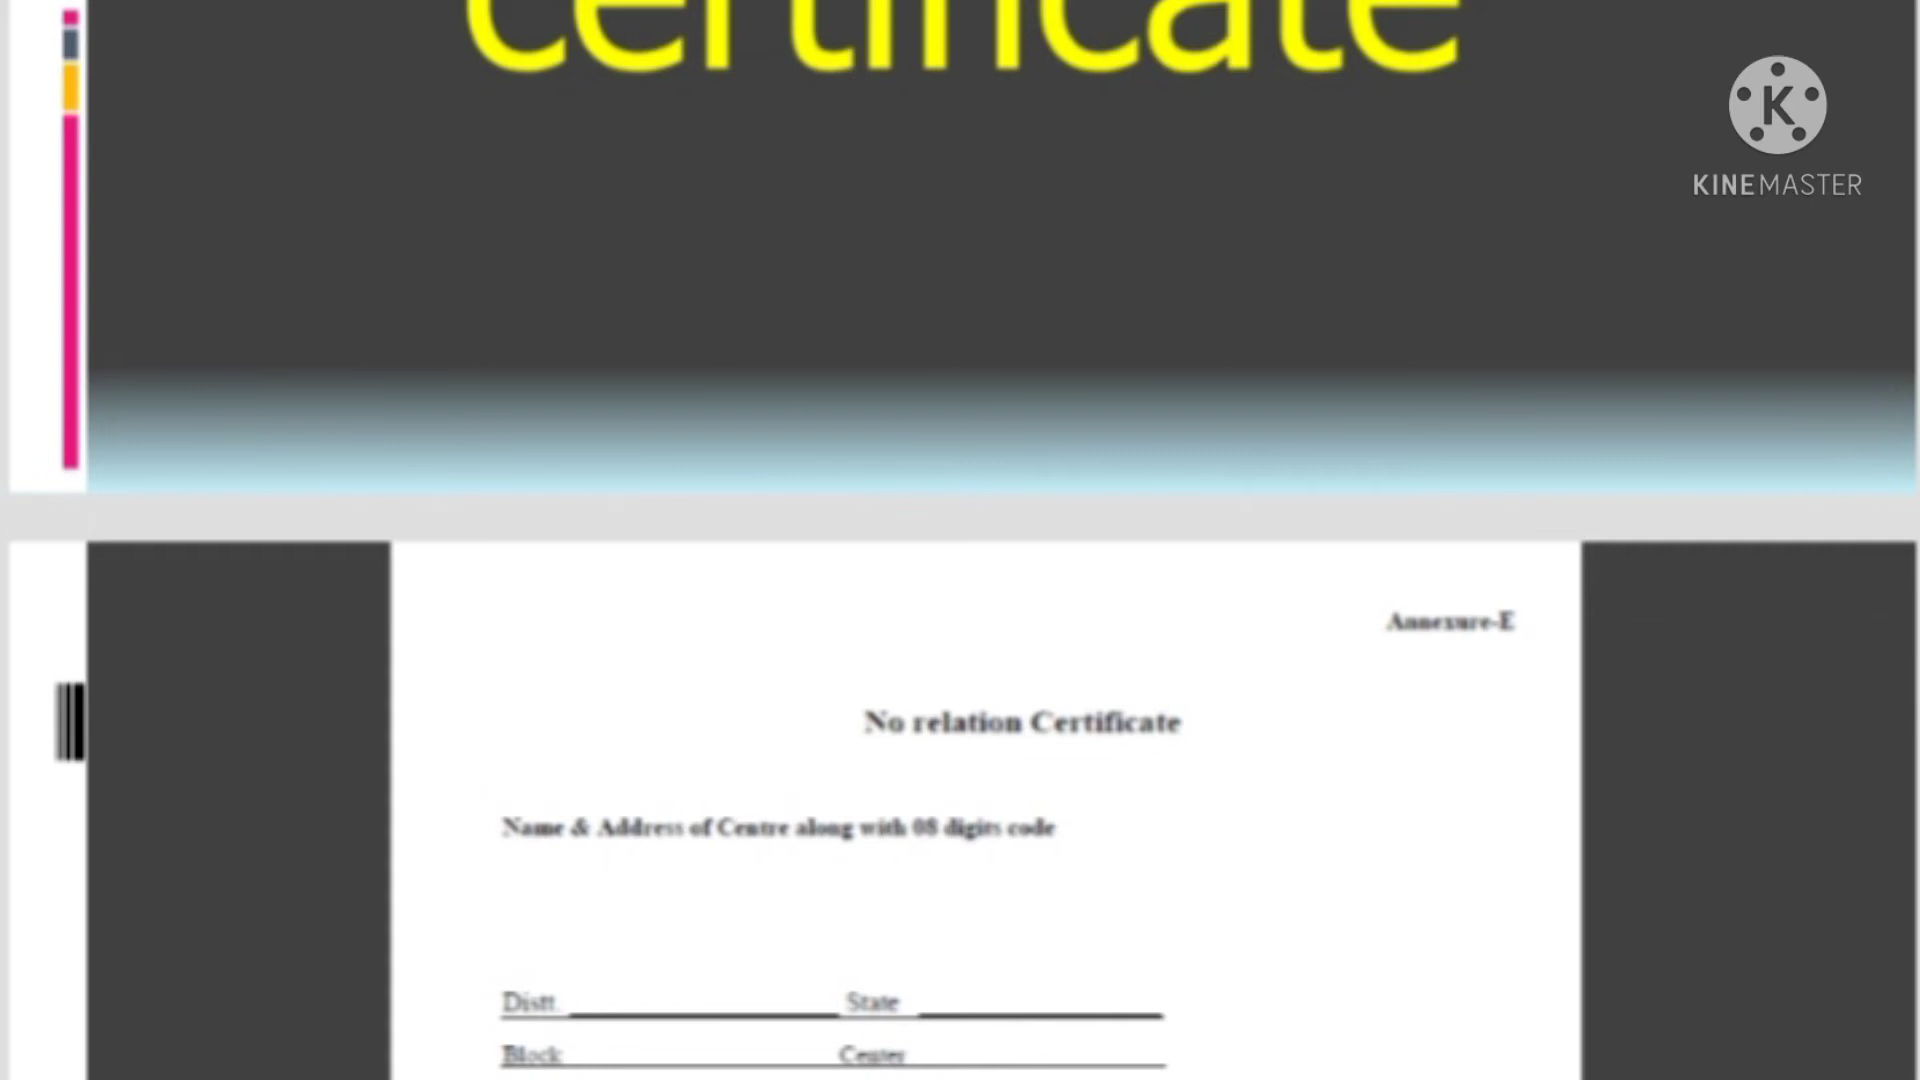 certificate
K
KINEMASTER
Annexure-E
No relation Certificate
Name & Address of Centre along with 08 digits code
Distt. State
Block Center